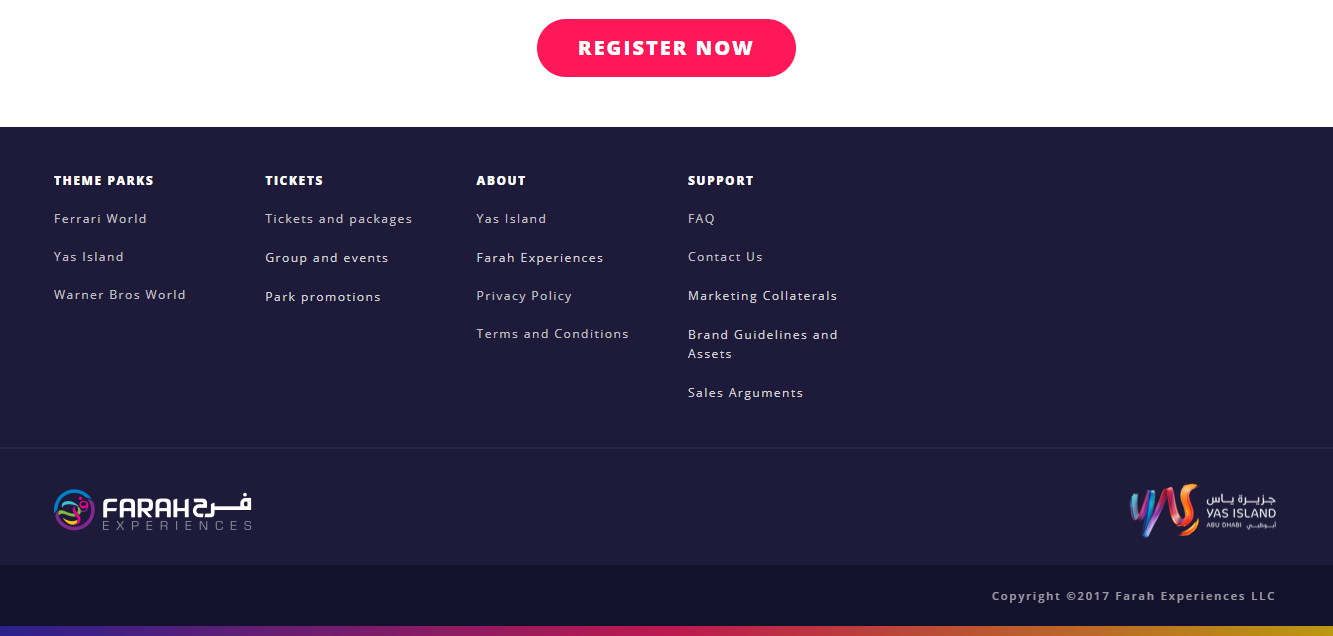 REGISTER NOW
THEME PARKS
Ferrari World
Yas Island
Warner Bros World
TICKETS
Tickets and packages
Group and events
Park promotions
ABOUT
Yas Island
Farah Experiences
Privacy Policy
Terms and Conditions
SUPPORT
FAQ
Contact Us
Marketing Collaterals
Brand Guidelines and
Assets
Sales Arguments
FARAH فرح
EXPERIENCES
YAS
جزيرة ياس
YAS ISLAND
ABU DHABI أبوظبي
Copyright ©2017 Farah Experiences LLC